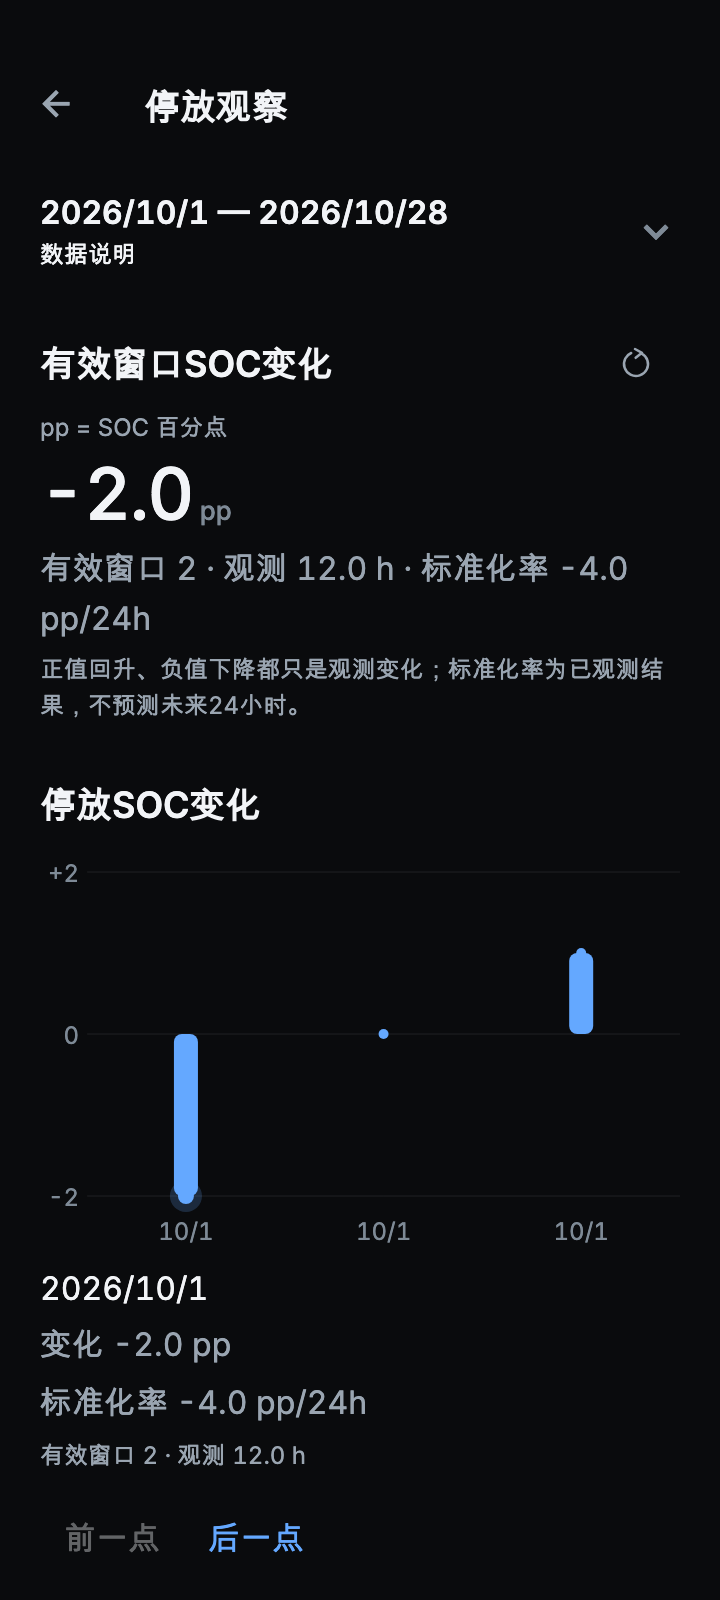 停放观察
2026/10/1 — 2026/10/28
数据说明
有效窗口SOC变化
pp = SOC 百分点
-2.0 pp
有效窗口 2 · 观测 12.0 h · 标准化率 -4.0
pp/24h
正值回升、负值下降都只是观测变化；标准化率为已观测结
果，不预测未来24小时。
停放SOC变化
+2
0
-2
10/1 10/1 10/1
2026/10/1
变化 -2.0 pp
标准化率 -4.0 pp/24h
有效窗口 2 · 观测 12.0 h
前一点 后一点